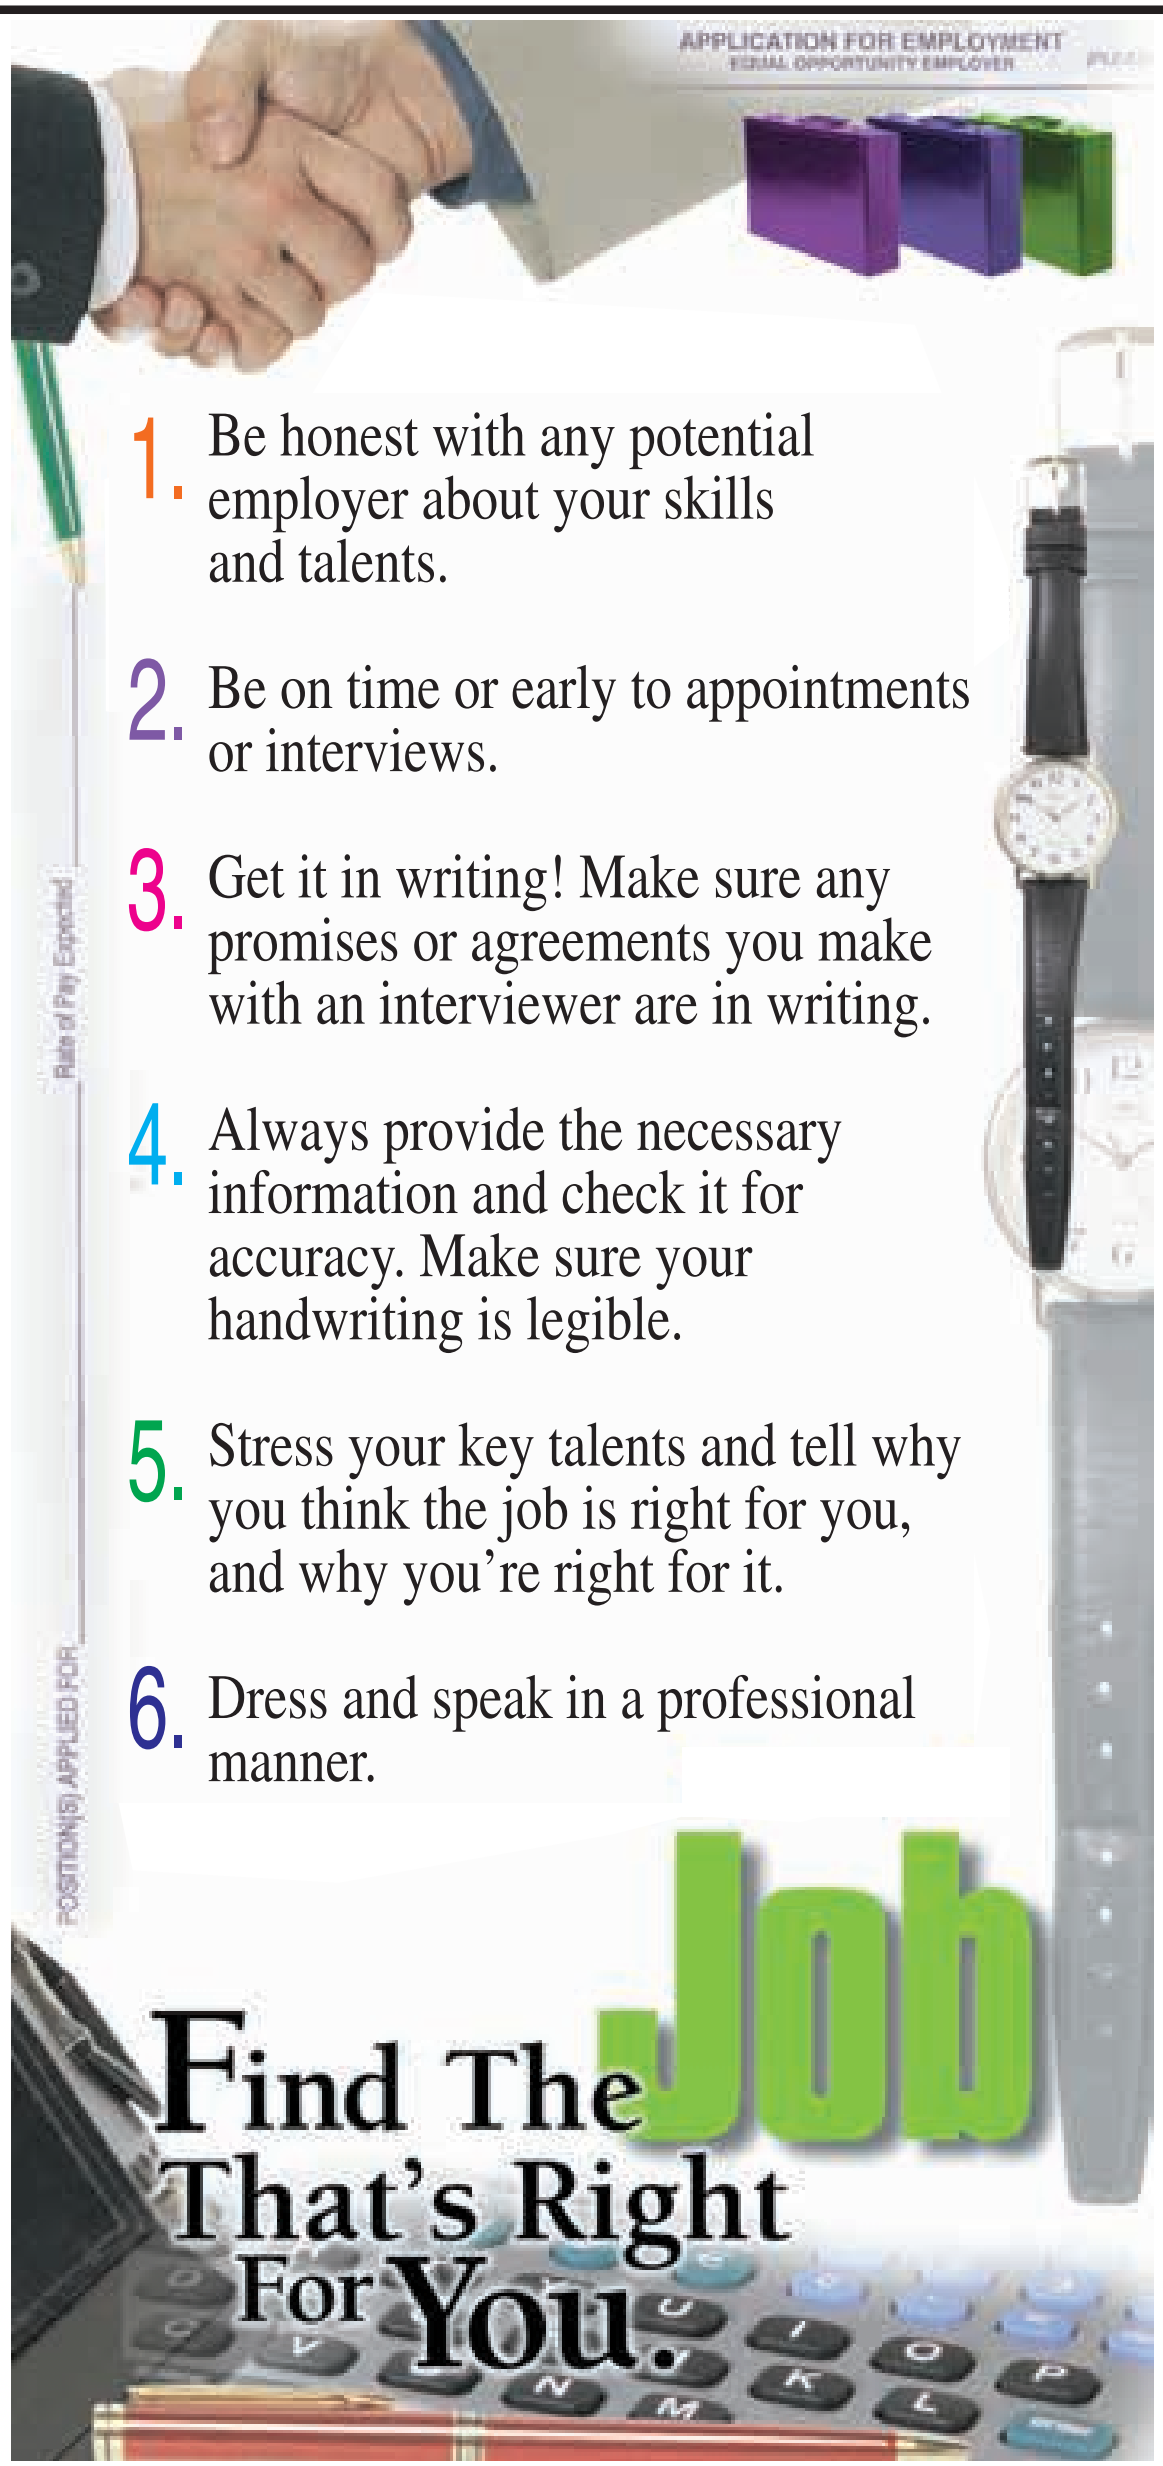 APPLICATION FOR EMPLOYMENT
EQUAL OPPORTUNITY EMPLOYER
1. Be honest with any potential
employer about your skills
and talents.
2. Be on time or early to appointments
or interviews.
3. Get it in writing! Make sure any
promises or agreements you make
with an interviewer are in writing.
4. Always provide the necessary
information and check it for
accuracy. Make sure your
handwriting is legible.
5. Stress your key talents and tell why
you think the job is right for you,
and why you’re right for it.
6. Dress and speak in a professional
manner.
Rate of Pay Expected
POSITION(S) APPLIED FOR
Find The Job
That’s Right
For You.
U I O P
K L
V N M